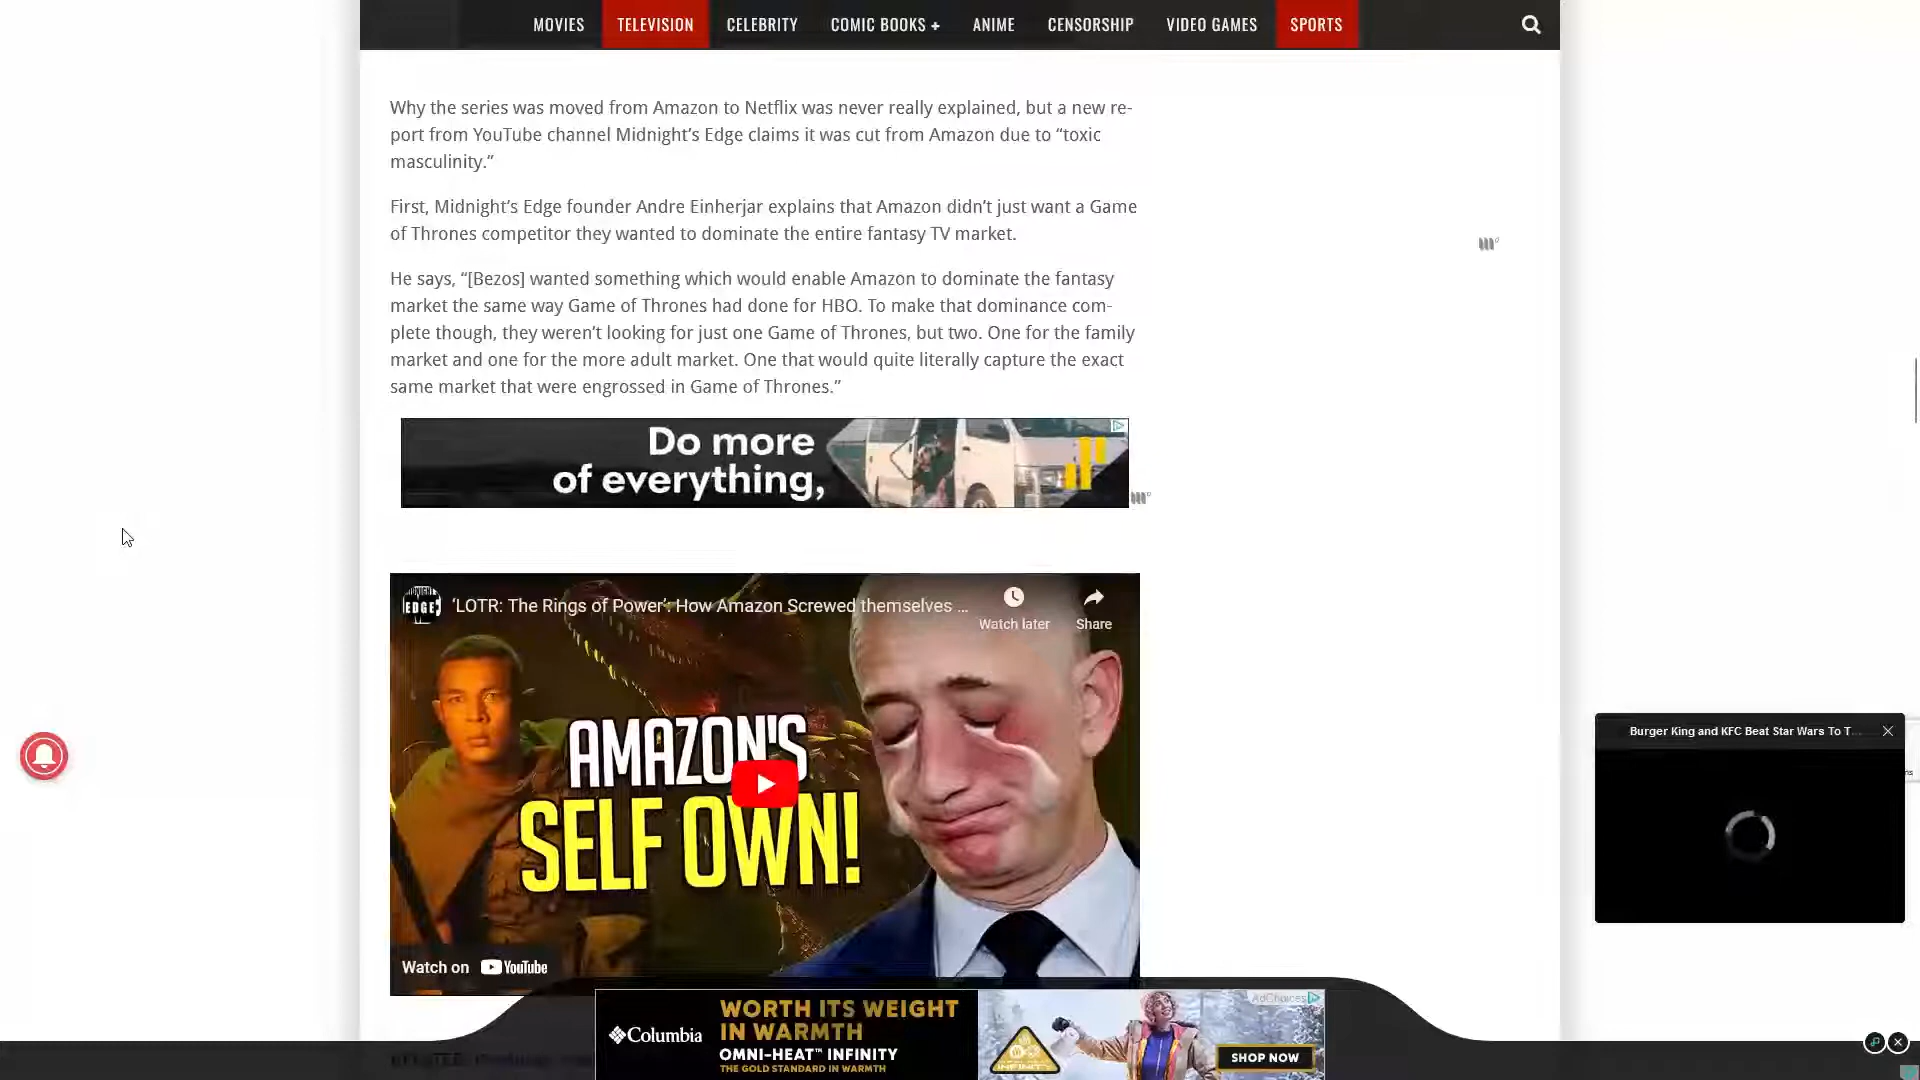 MOVIES TELEVISION CELEBRITY COMIC BOOKS + ANIME CENSORSHIP VIDEO GAMES SPORTS
Why the series was moved from Amazon to Netflix was never really explained, but a new re-
port from YouTube channel Midnight’s Edge claims it was cut from Amazon due to “toxic
masculinity.”
First, Midnight’s Edge founder Andre Einherjar explains that Amazon didn’t just want a Game
of Thrones competitor they wanted to dominate the entire fantasy TV market.
He says, “[Bezos] wanted something which would enable Amazon to dominate the fantasy
market the same way Game of Thrones had done for HBO. To make that dominance com-
plete though, they weren’t looking for just one Game of Thrones, but two. One for the family
market and one for the more adult market. One that would quite literally capture the exact
same market that were engrossed in Game of Thrones.”
Do more
of everything,
MIDNIGHT
EDGE
‘LOTR: The Rings of Power’: How Amazon Screwed themselves ...
Watch later
Share
AMAZON'S
SELF OWN!
Watch on YouTube
Burger King and KFC Beat Star Wars To T...
Columbia
WORTH ITS WEIGHT
IN WARMTH
OMNI-HEAT™ INFINITY
THE GOLD STANDARD IN WARMTH
AdChoices
INFINITY
SHOP NOW